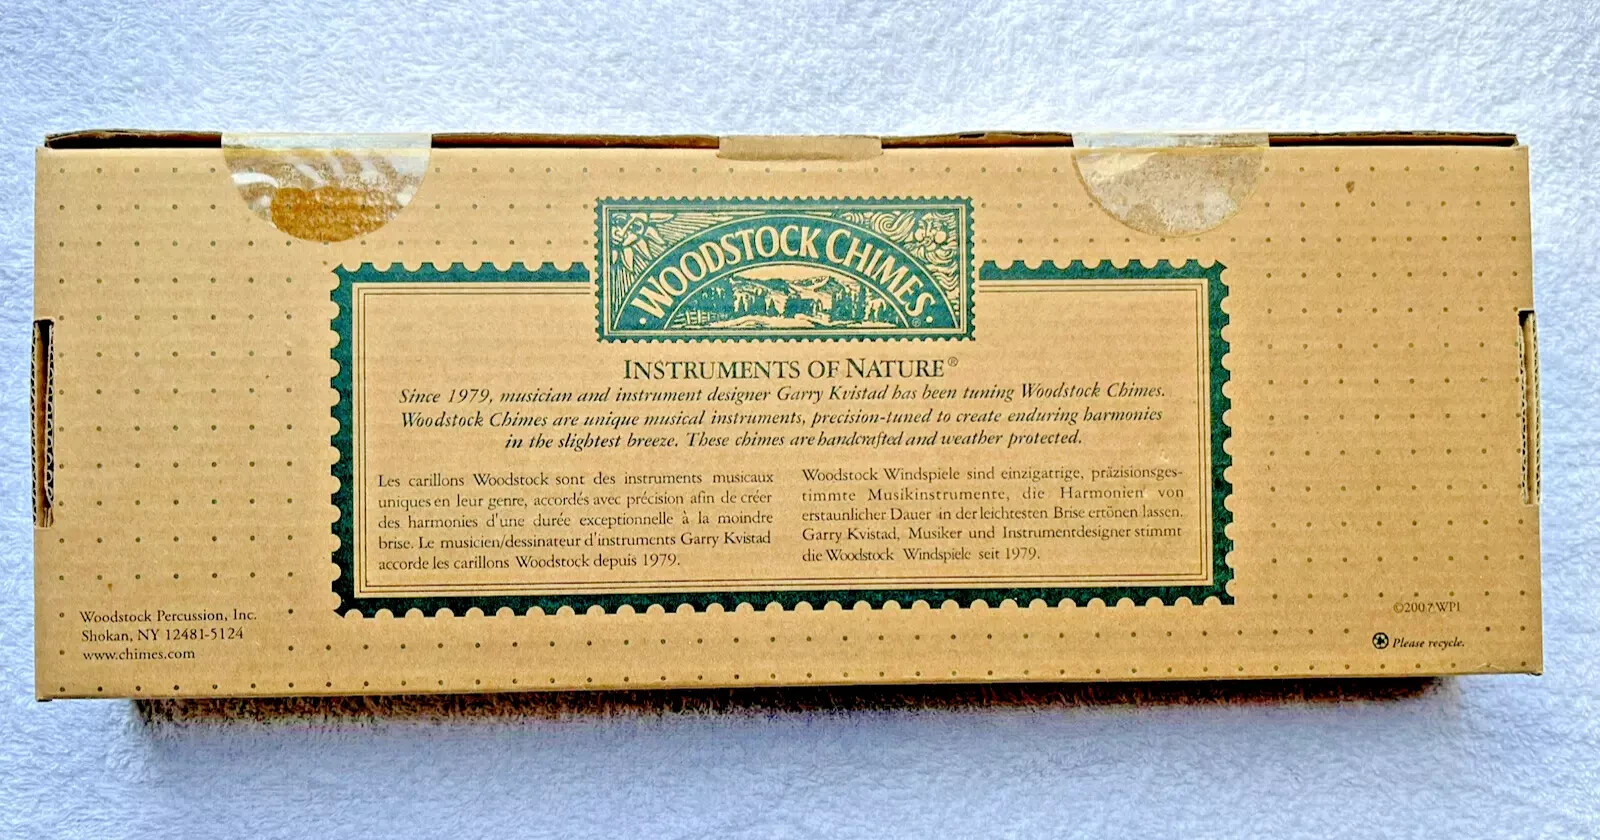 WOODSTOCK CHIMES®
INSTRUMENTS OF NATURE®
Since 1979, musician and instrument designer Garry Kvistad has been tuning Woodstock Chimes.
Woodstock Chimes are unique musical instruments, precision-tuned to create enduring harmonies
in the slightest breeze. These chimes are handcrafted and weather protected.
Les carillons Woodstock sont des instruments musicaux
uniques en leur genre, accordés avec précision afin de créer
des harmonies d'une durée exceptionnelle à la moindre
brise. Le musicien/dessinateur d'instruments Garry Kvistad
accorde les carillons Woodstock depuis 1979.
Woodstock Windspiele sind einzigatrige, präzisionsges-
timmte Musikinstrumente, die Harmonien von
erstaunlicher Dauer in der leichtesten Brise ertönen lassen.
Garry Kvistad, Musiker und Instrumentdesigner stimmt
die Woodstock Windspiele seit 1979.
Woodstock Percussion, Inc.
Shokan, NY 12481-5124
www.chimes.com
©2007 WPI
Please recycle.